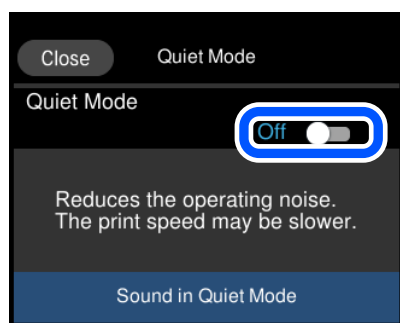 Close
Quiet Mode
Quiet Mode
Off
Reduces the operating noise.
The print speed may be slower.
Sound in Quiet Mode